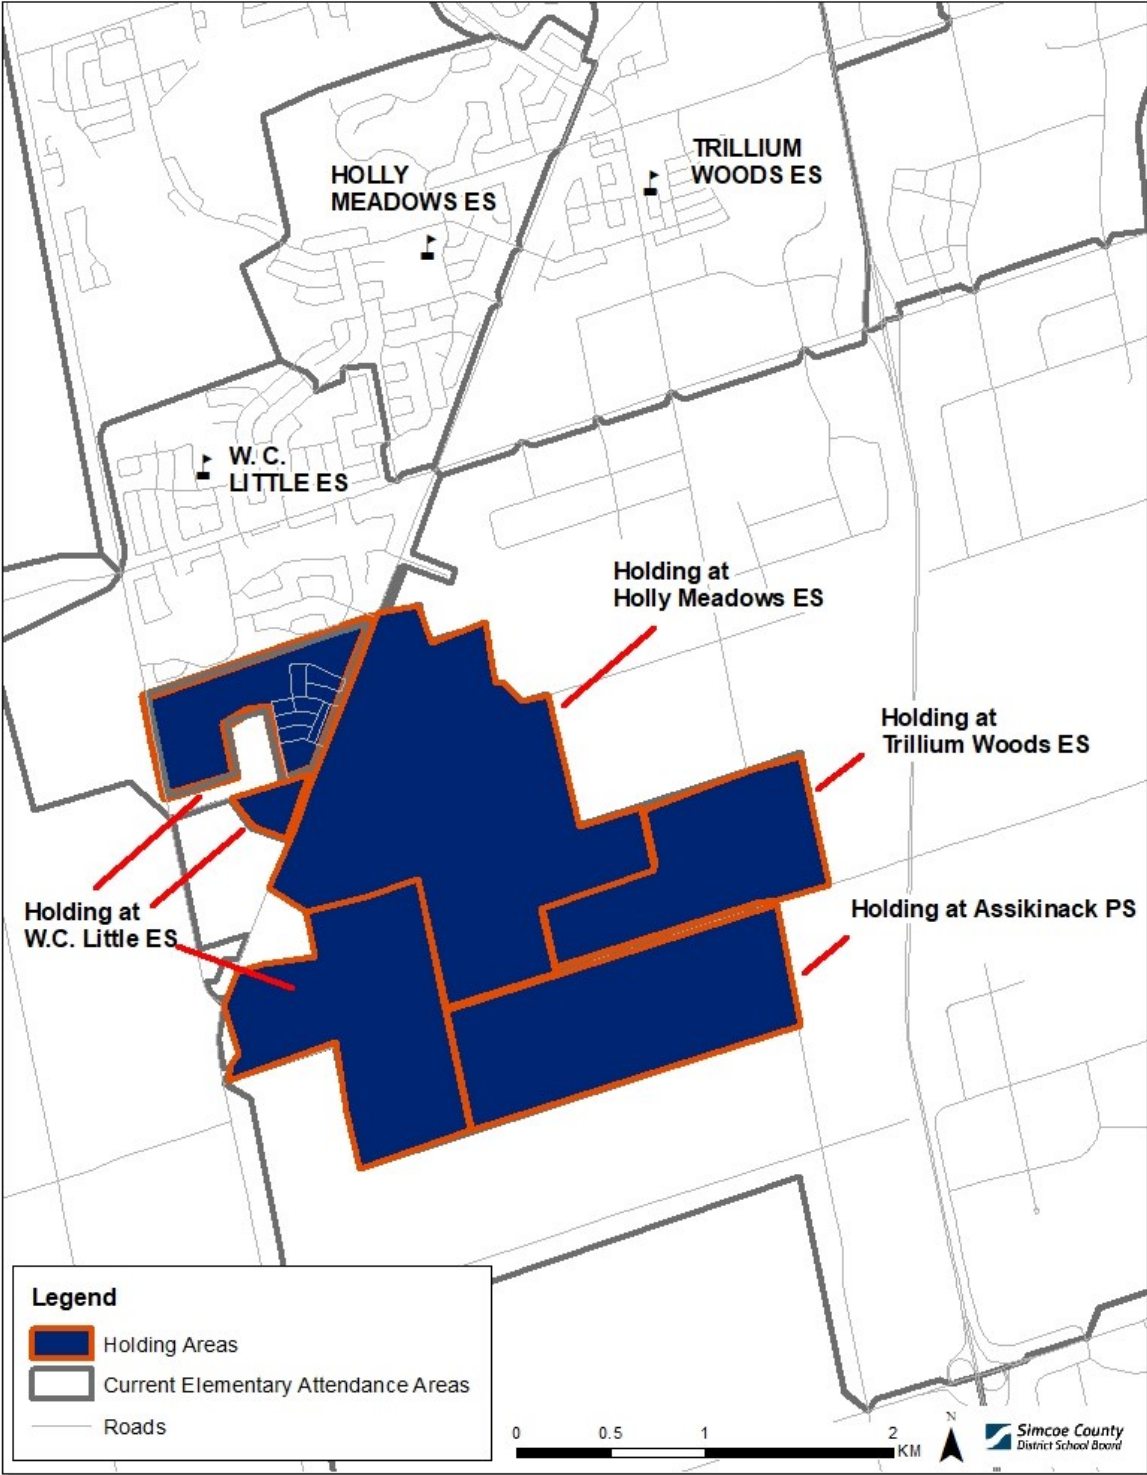 TRILLIUM
WOODS ES
HOLLY
MEADOWS ES
W. C.
LITTLE ES
Holding at
Holly Meadows ES
Holding at
Trillium Woods ES
Holding at Assikinack PS
Holding at
W.C. Little ES
Legend
Holding Areas
Current Elementary Attendance Areas
Roads
0 0.5 1 2
KM
N
Simcoe County
District School Board